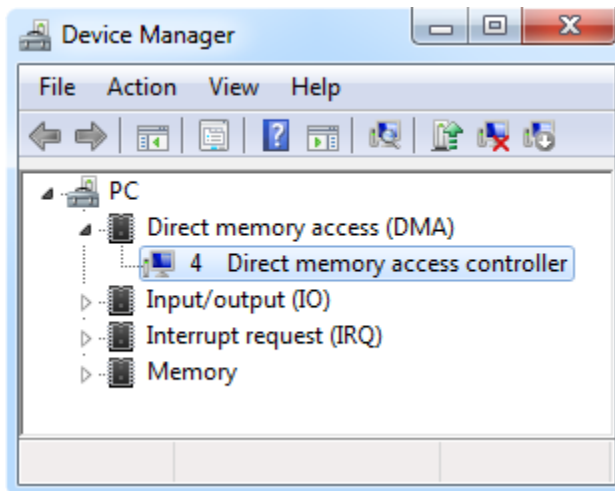 Device Manager
File Action View Help
PC
Direct memory access (DMA)
4 Direct memory access controller
Input/output (IO)
Interrupt request (IRQ)
Memory